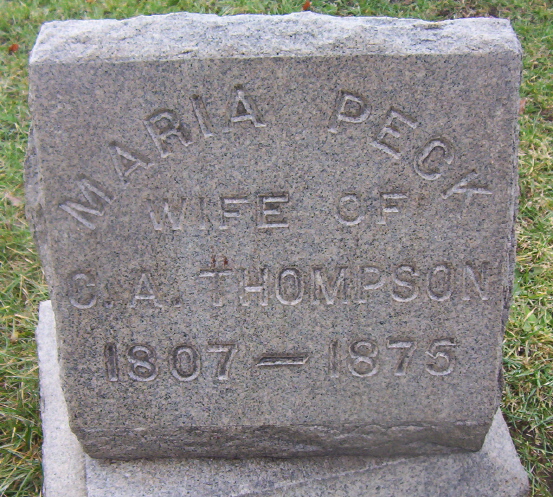 MARIA PECK
WIFE OF
C. A. THOMPSON
1807 — 1875